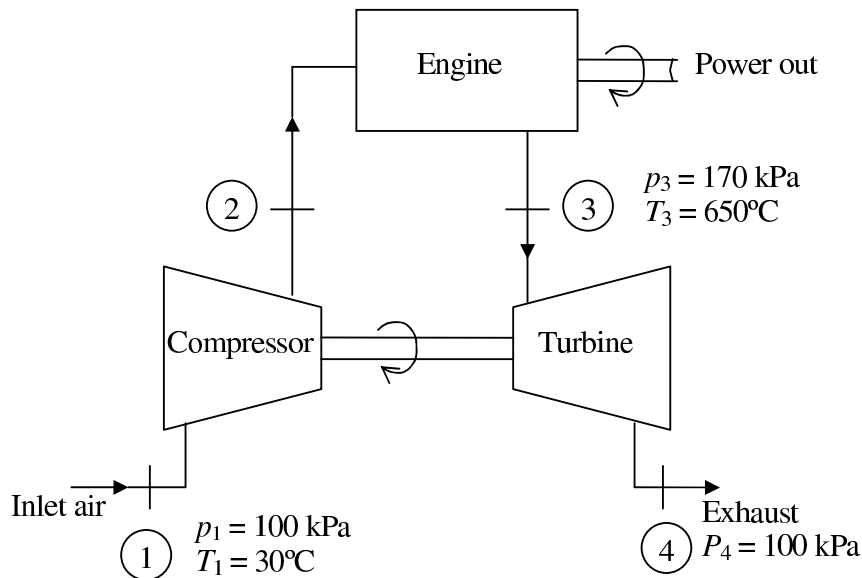 Engine
Power out
2
3
p3 = 170 kPa
T3 = 650ºC
Compressor
Turbine
Inlet air
1
p1 = 100 kPa
T1 = 30ºC
4
Exhaust
P4 = 100 kPa